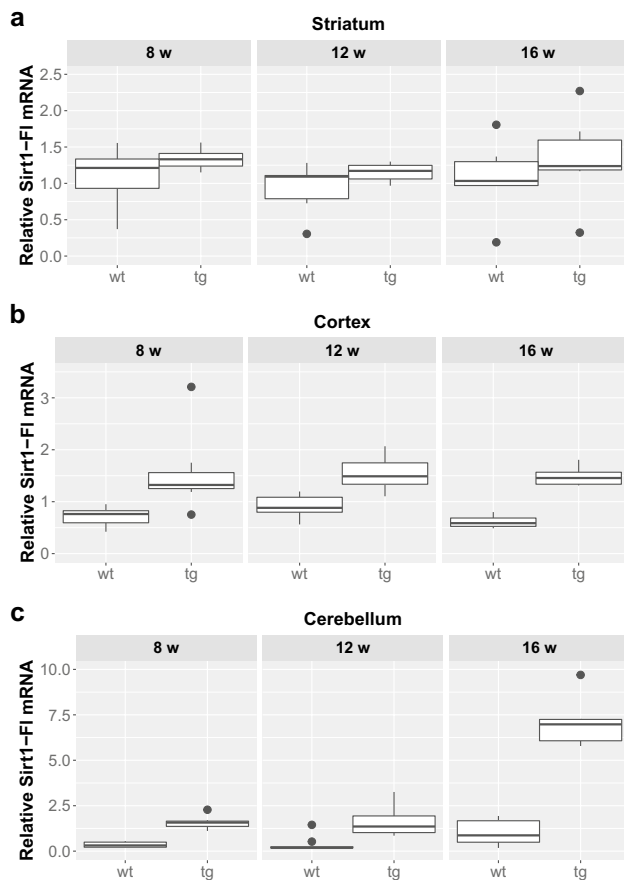 a
Striatum
8 w 12 w 16 w
Relative Sirt1−Fl mRNA
2.5
2.0
1.5
1.0
0.5
0.0
wt tg wt tg wt tg
b
Cortex
8 w 12 w 16 w
Relative Sirt1−Fl mRNA
3
2
1
0
wt tg wt tg wt tg
c
Cerebellum
8 w 12 w 16 w
Relative Sirt1−Fl mRNA
10.0
7.5
5.0
2.5
0.0
wt tg wt tg wt tg